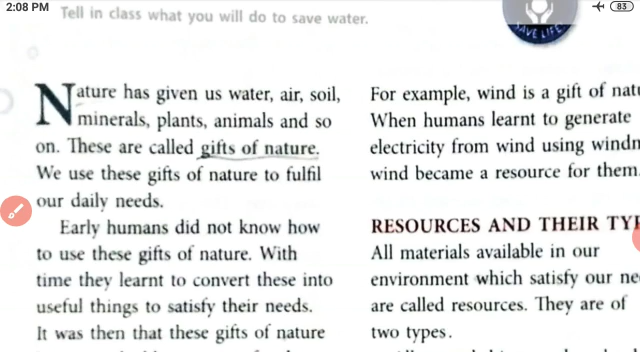 2:08 PM
83
Tell in class what you will do to save water.
SAVE LIFE
Nature has given us water, air, soil,
minerals, plants, animals and so
on. These are called gifts of nature.
We use these gifts of nature to fulfil
our daily needs.
Early humans did not know how
to use these gifts of nature. With
time they learnt to convert these into
useful things to satisfy their needs.
It was then that these gifts of nature
For example, wind is a gift of
When humans learnt to generate
electricity from wind using
wind became a resource for them.
RESOURCES AND THEIR
All materials available in our
environment which satisfy our
are called resources. They are of
two types.